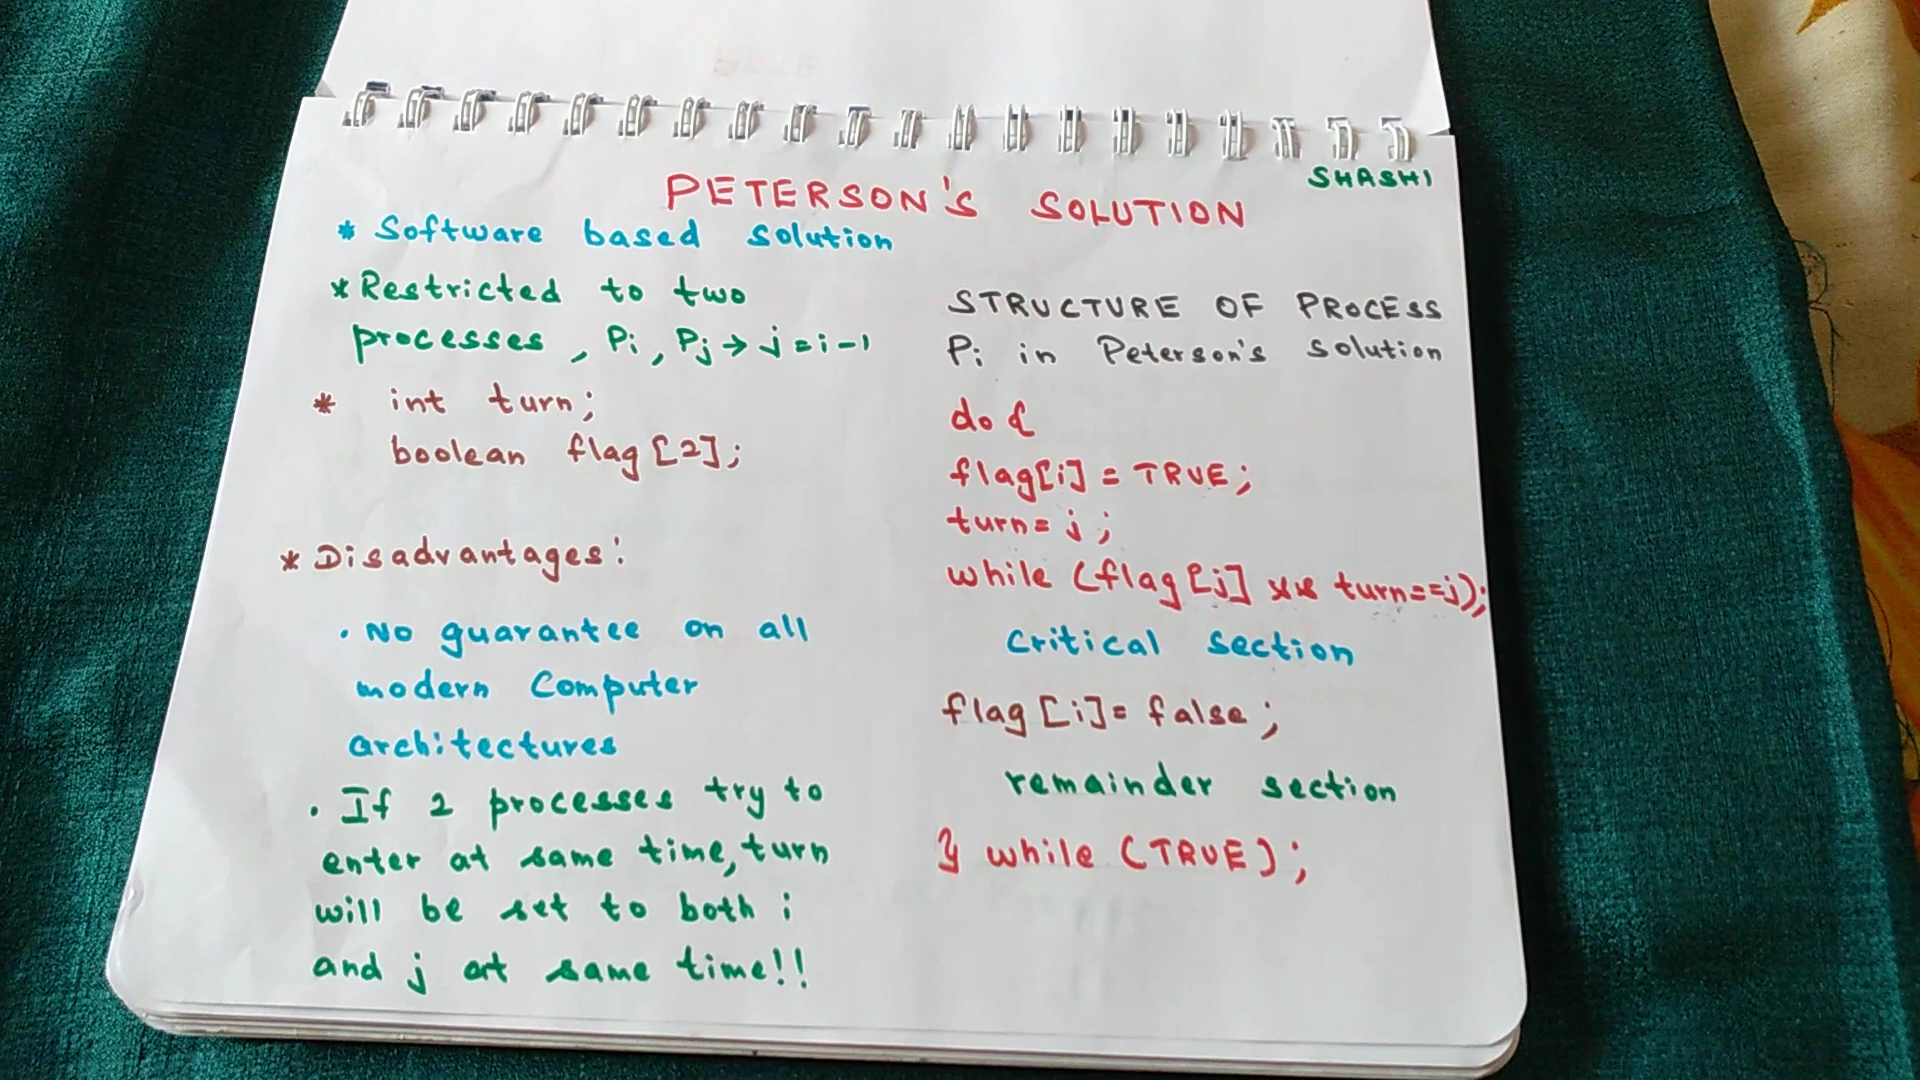 SHASHI
PETERSON'S SOLUTION
* Software based solution
* Restricted to two
processes, Pi, Pj → j = i - 1
* int turn;
boolean flag [2];
* Disadvantages:
. No guarantee on all
modern Computer
architectures
. If 2 processes try to
enter at same time, turn
will be set to both i
and j at same time!!
STRUCTURE OF PROCESS
Pi in Peterson's solution
do {
flag[i] = TRUE;
turn = j ;
while (flag [j] && turn==j);
Critical section
flag [i] = false ;
remainder section
} while (TRUE);